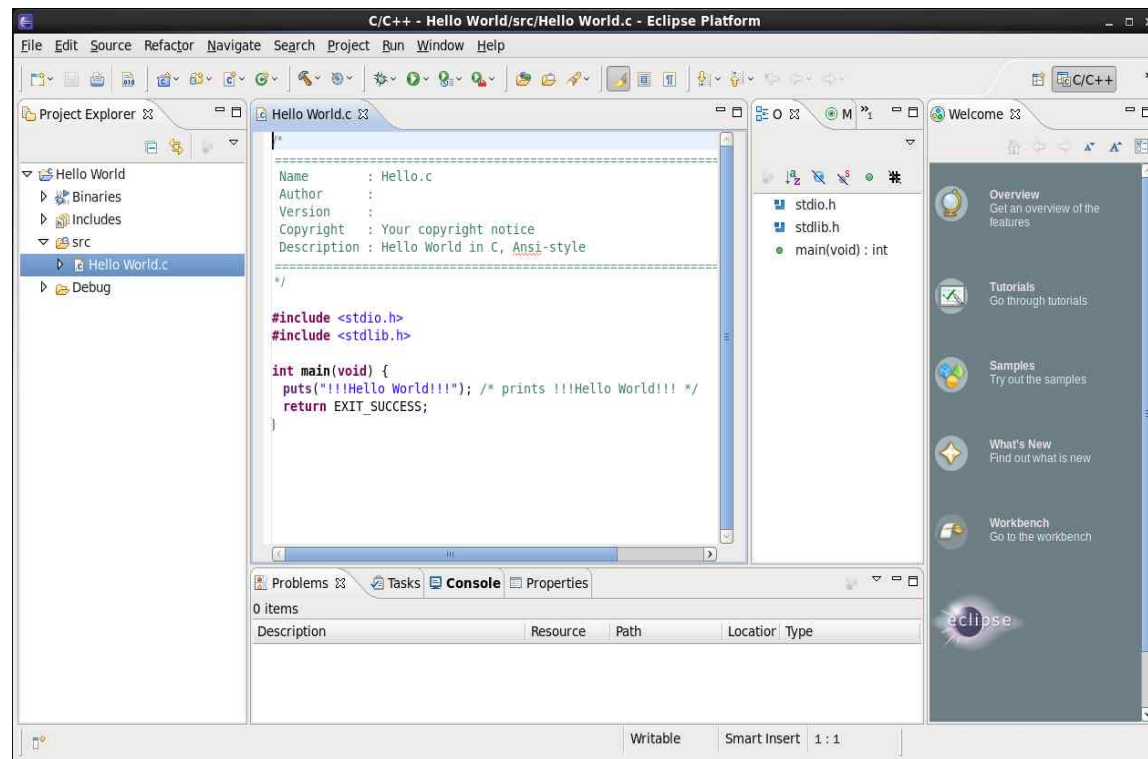 C/C++ - Hello World/src/Hello World.c - Eclipse Platform
File Edit Source Refactor Navigate Search Project Run Window Help
C/C++
Project Explorer
Hello World
Binaries
Includes
src
Hello World.c
Debug
Hello World.c
/*
============================================================
Name : Hello.c
Author :
Version :
Copyright : Your copyright notice
Description : Hello World in C, Ansi-style
============================================================
*/
#include <stdio.h>
#include <stdlib.h>
int main(void) {
puts("!!!Hello World!!!"); /* prints !!!Hello World!!! */
return EXIT_SUCCESS;
}
O M »1
stdio.h
stdlib.h
main(void) : int
Welcome
Overview
Get an overview of the
features
Tutorials
Go through tutorials
Samples
Try out the samples
What's New
Find out what is new
Workbench
Go to the workbench
eclipse
Problems Tasks Console Properties
0 items
Description Resource Path Locatior Type
Writable Smart Insert 1 : 1